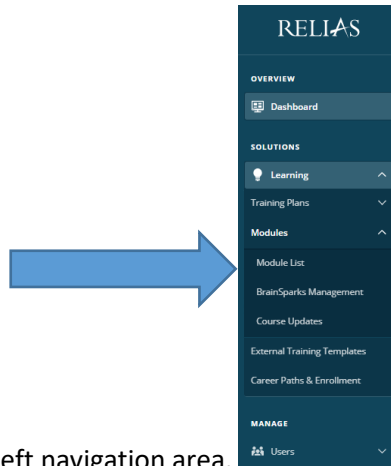 RELIAS
OVERVIEW
Dashboard
SOLUTIONS
Learning
Training Plans
Modules
Module List
BrainSparks Management
Course Updates
External Training Templates
Career Paths & Enrollment
MANAGE
Users
eft navigation area.